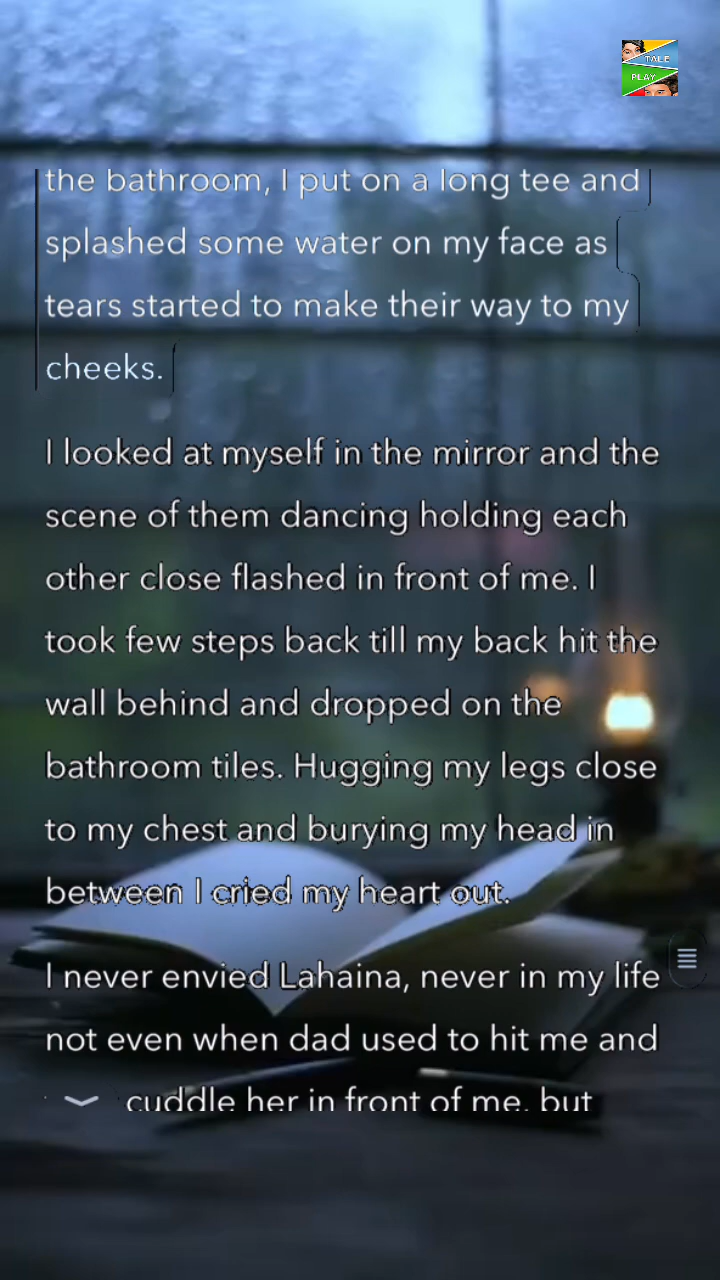 TALE
PLAY
the bathroom, I put on a long tee and
splashed some water on my face as
tears started to make their way to my
cheeks.
I looked at myself in the mirror and the
scene of them dancing holding each
other close flashed in front of me. I
took few steps back till my back hit the
wall behind and dropped on the
bathroom tiles. Hugging my legs close
to my chest and burying my head in
between I cried my heart out.
I never envied Lahaina, never in my life
not even when dad used to hit me and
cuddle her in front of me, but